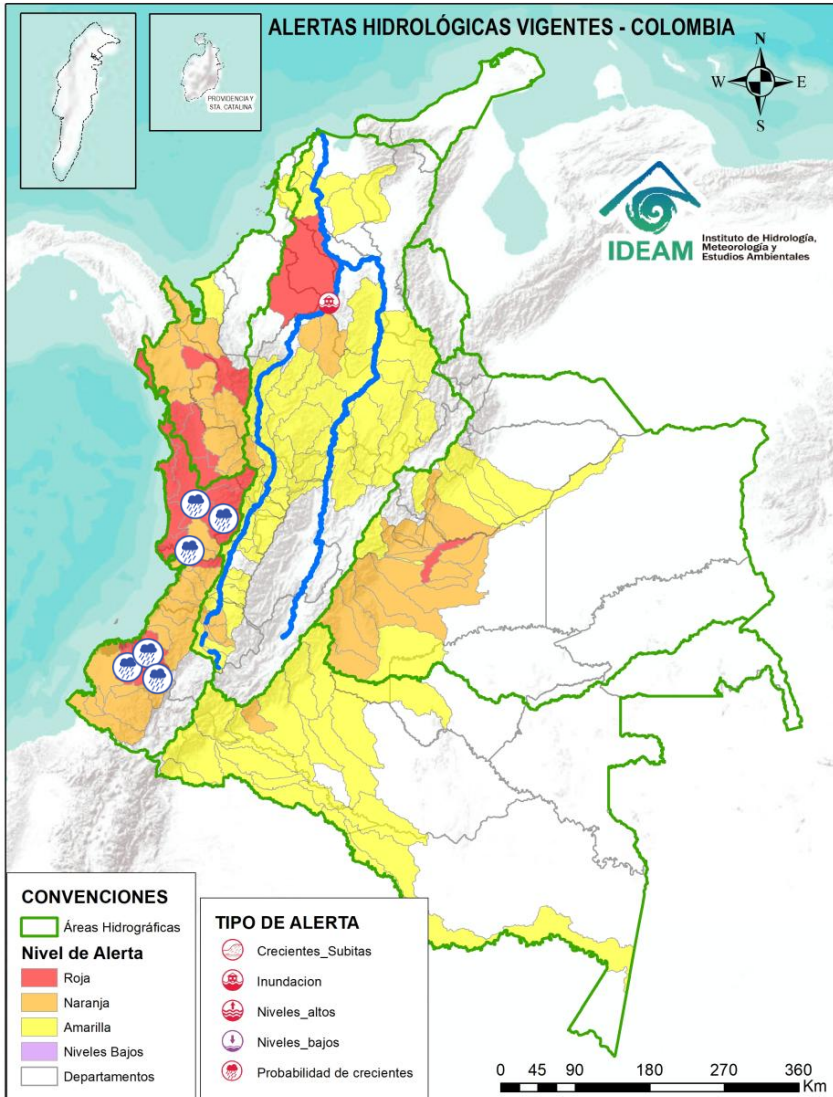 ALERTAS HIDROLÓGICAS VIGENTES - COLOMBIA
PROVIDENCIA Y
STA. CATALINA
N
W
E
S
IDEAM
Instituto de Hidrología,
Meteorología y
Estudios Ambientales
CONVENCIONES
Áreas Hidrográficas
Nivel de Alerta
Roja
Naranja
Amarilla
Niveles Bajos
Departamentos
TIPO DE ALERTA
Crecientes_Subitas
Inundacion
Niveles_altos
Niveles_bajos
Probabilidad de crecientes
0 45 90 180 270 360
Km